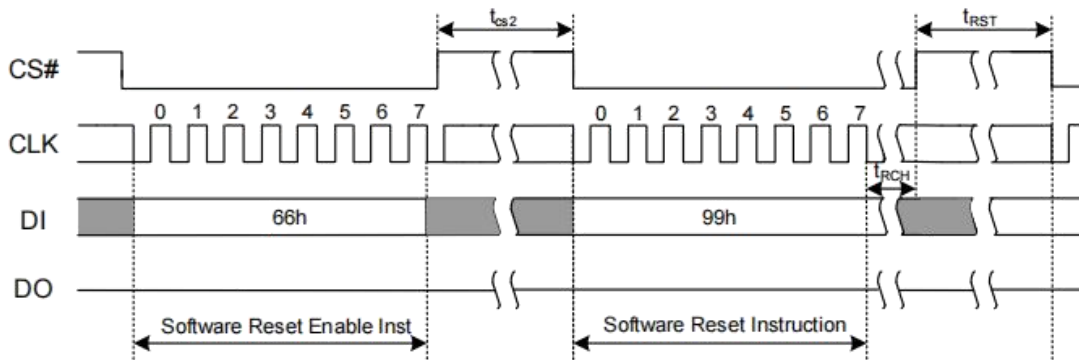 tcs2
tRST
CS#
0 1 2 3 4 5 6 7 0 1 2 3 4 5 6 7
CLK
tRCH
DI 66h 99h
DO
Software Reset Enable Inst Software Reset Instruction